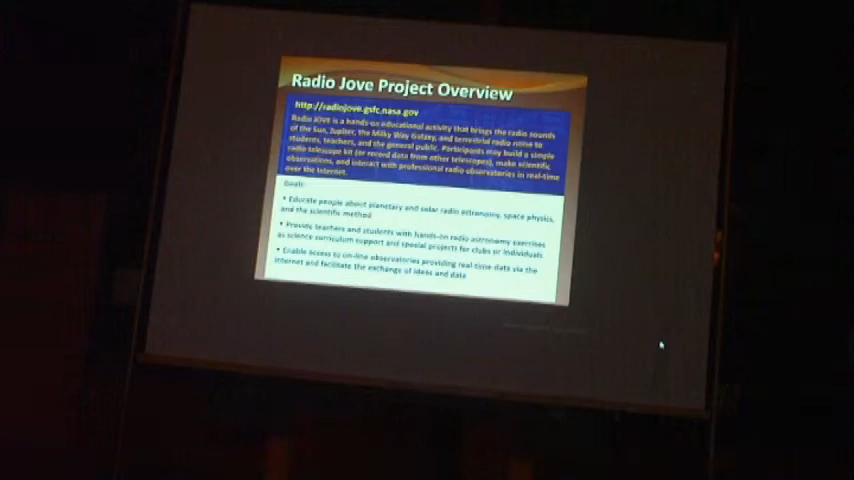 Radio Jove Project Overview
http://radiojove.gsfc.nasa.gov
Radio JOVE is a hands-on educational activity that brings the radio sounds
of the Sun, Jupiter, the Milky Way Galaxy, and terrestrial radio noise to
students, teachers, and the general public. Participants may build a simple
radio telescope kit (or record data from other telescopes), make scientific
observations, and interact with professional radio observatories in real-time
over the Internet.
Goals:
• Educate people about planetary and solar radio astronomy, space physics,
and the scientific method
• Provide teachers and students with hands-on radio astronomy exercises
as science curriculum support and special projects for clubs or individuals
• Enable access to on-line observatories providing real-time data via the
internet and facilitate the exchange of ideas and data